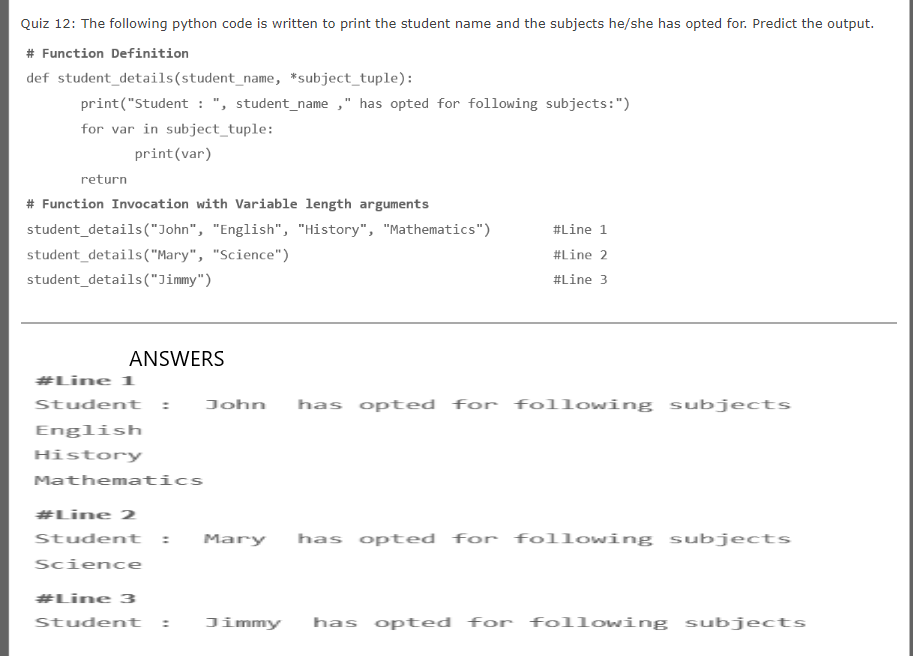 Quiz 12: The following python code is written to print the student name and the subjects he/she has opted for. Predict the output.
# Function Definition
def student_details(student_name, *subject_tuple):
print("Student : ", student_name ," has opted for following subjects:")
for var in subject_tuple:
print(var)
return
# Function Invocation with Variable length arguments
student_details("John", "English", "History", "Mathematics") #Line 1
student_details("Mary", "Science") #Line 2
student_details("Jimmy") #Line 3
ANSWERS
#Line 1
Student : John has opted for following subjects
English
History
Mathematics
#Line 2
Student : Mary has opted for following subjects
Science
#Line 3
Student : Jimmy has opted for following subjects